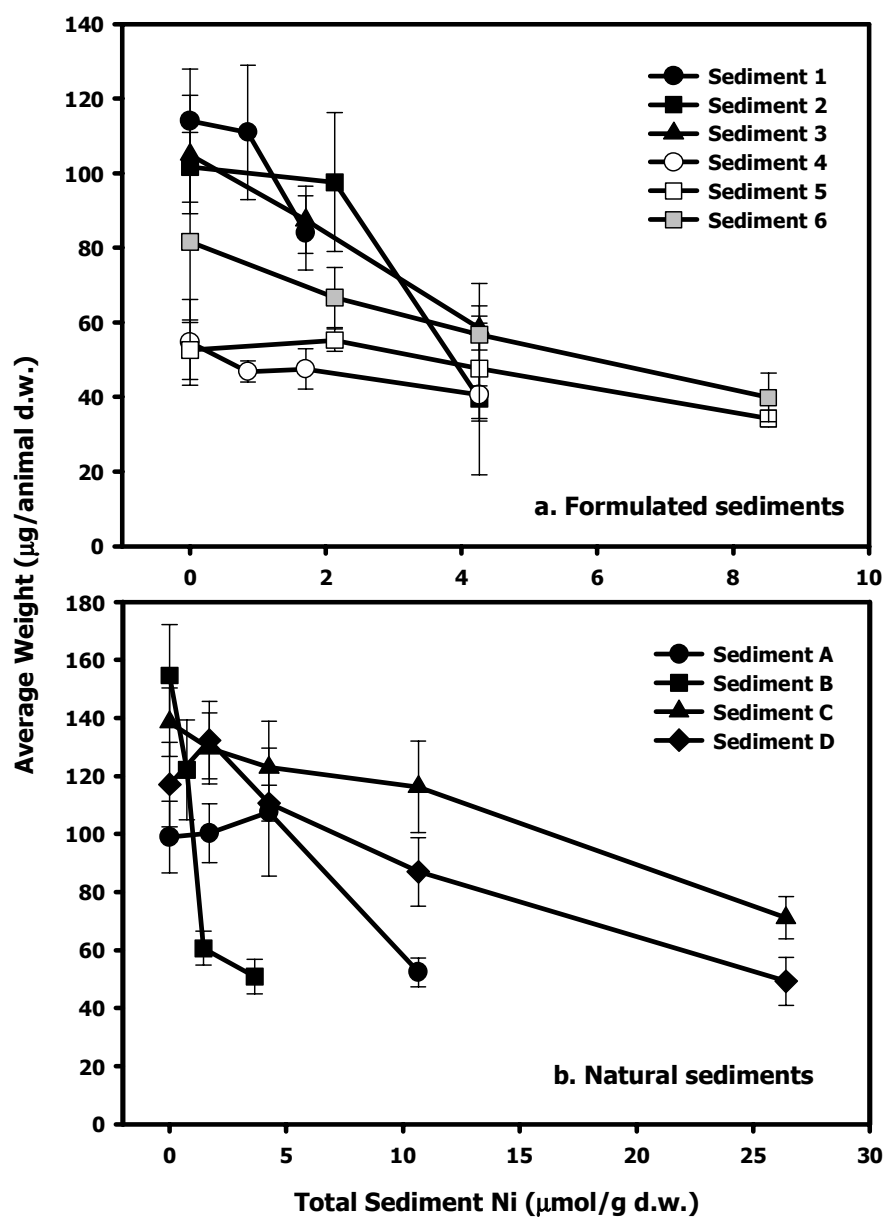 140
120
100
80
60
40
20
0
Sediment 1
Sediment 2
Sediment 3
Sediment 4
Sediment 5
Sediment 6
a. Formulated sediments
0 2 4 6 8 10
Average Weight (µg/animal d.w.)
180
160
140
120
100
80
60
40
20
0
Sediment A
Sediment B
Sediment C
Sediment D
b. Natural sediments
0 5 10 15 20 25 30
Total Sediment Ni (µmol/g d.w.)